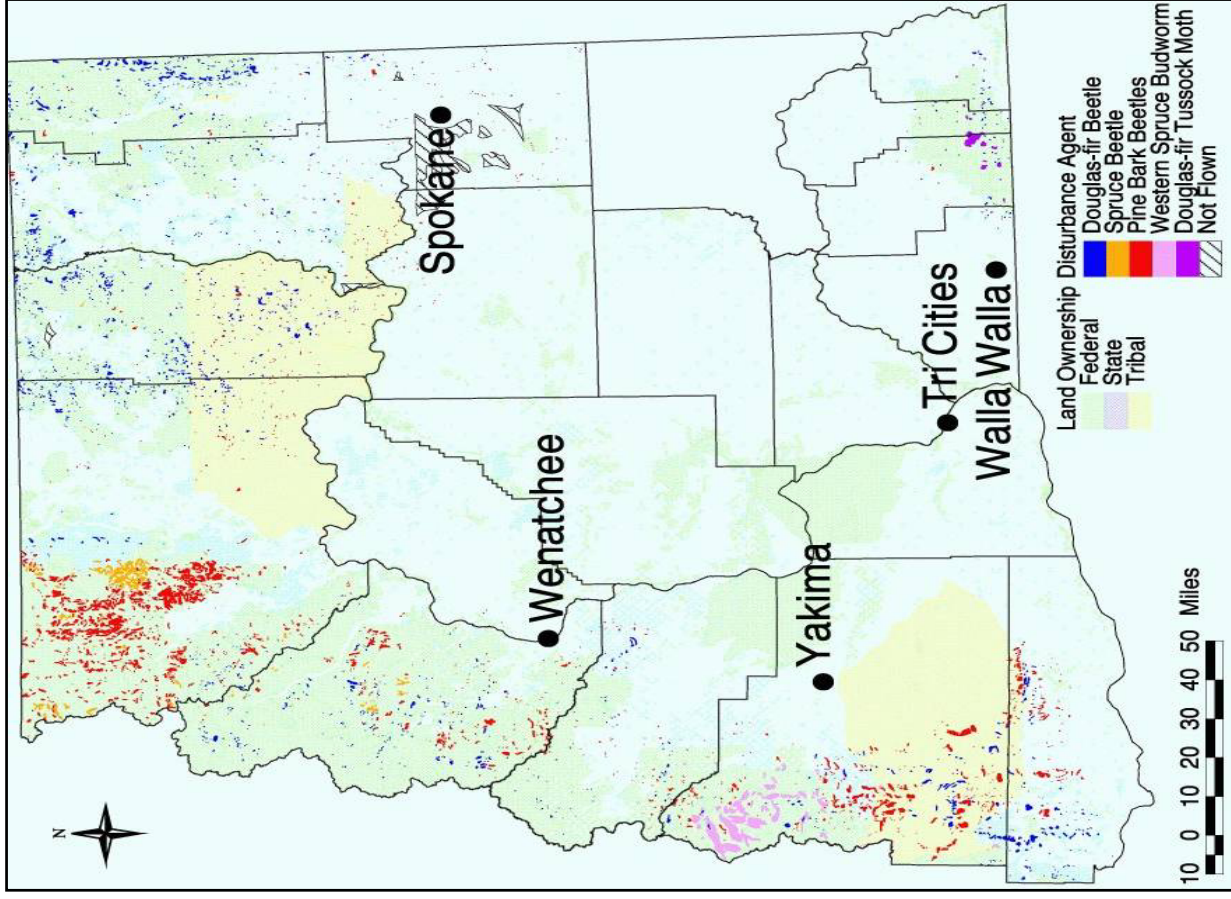 N
Spokane
Wenatchee
Yakima
Tri Cities
Walla Walla
Land Ownership
Federal
State
Tribal
Disturbance Agent
Douglas-fir Beetle
Spruce Beetle
Pine Bark Beetles
Western Spruce Budworm
Douglas-fir Tussock Moth
Not Flown
10 0 10 20 30 40 50 Miles